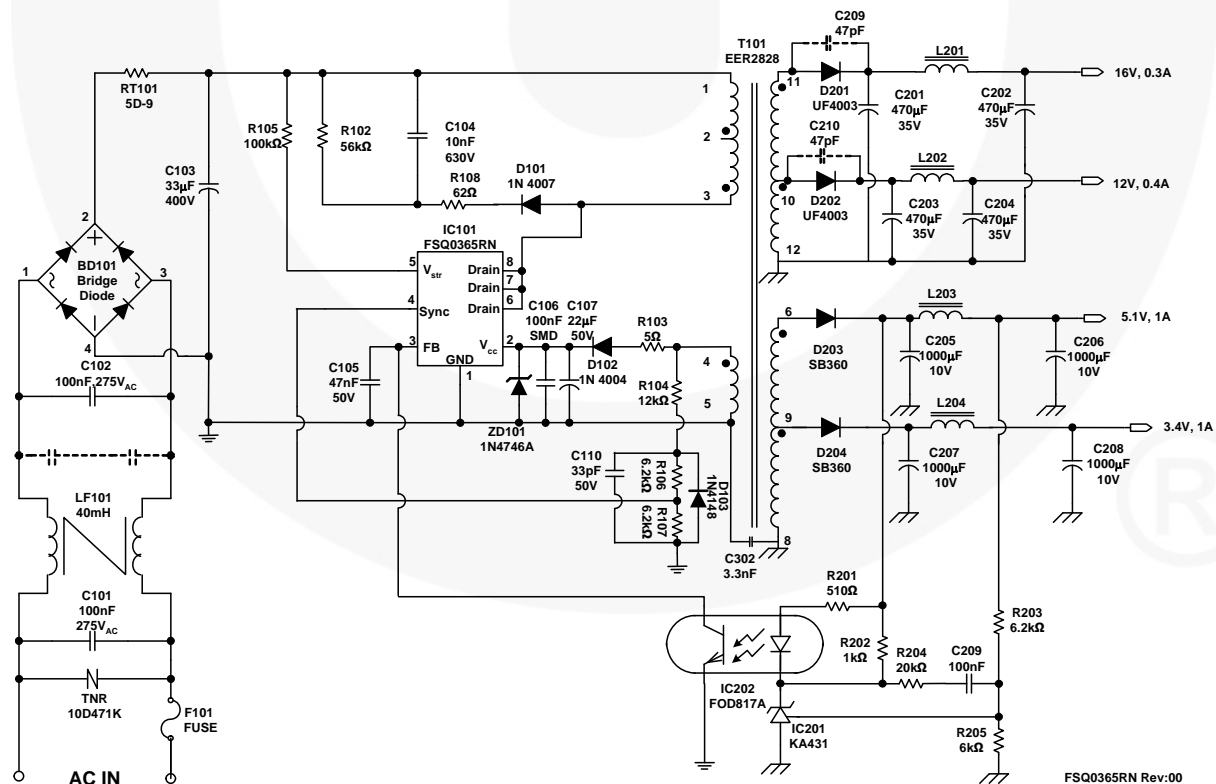 C209
47pF
T101
EER2828
L201
16V, 0.3A
RT101
5D-9
1
11
D201
UF4003
C201
470μF
35V
C202
470μF
35V
R105
100kΩ
R102
56kΩ
C104
10nF
630V
2
C210
47pF
L202
12V, 0.4A
C103
33μF
400V
R108
62Ω
D101
1N 4007
3
10
D202
UF4003
C203
470μF
35V
C204
470μF
35V
2
IC101
FSQ0365RN
12
1
BD101
Bridge
Diode
3
5
Vstr
Drain
8
Drain
7
4
Sync
Drain
6
C106
100nF
SMD
C107
22μF
50V
R103
5Ω
L203
6
5.1V, 1A
3
FB
Vcc
2
D203
SB360
C205
1000μF
10V
C206
1000μF
10V
4
GND
1
C102
100nF,275VAC
C105
47nF
50V
D102
1N 4004
R104
12kΩ
4
5
L204
9
3.4V, 1A
ZD101
1N4746A
D204
SB360
C207
1000μF
10V
C208
1000μF
10V
C110
33pF
50V
R106
6.2kΩ
R107
6.2kΩ
D103
1N4148
LF101
40mH
8
C302
3.3nF
R201
510Ω
C101
100nF
275VAC
R203
6.2kΩ
R202
1kΩ
R204
20kΩ
C209
100nF
TNR
10D471K
F101
FUSE
IC202
FOD817A
IC201
KA431
R205
6kΩ
AC IN
FSQ0365RN Rev:00
®